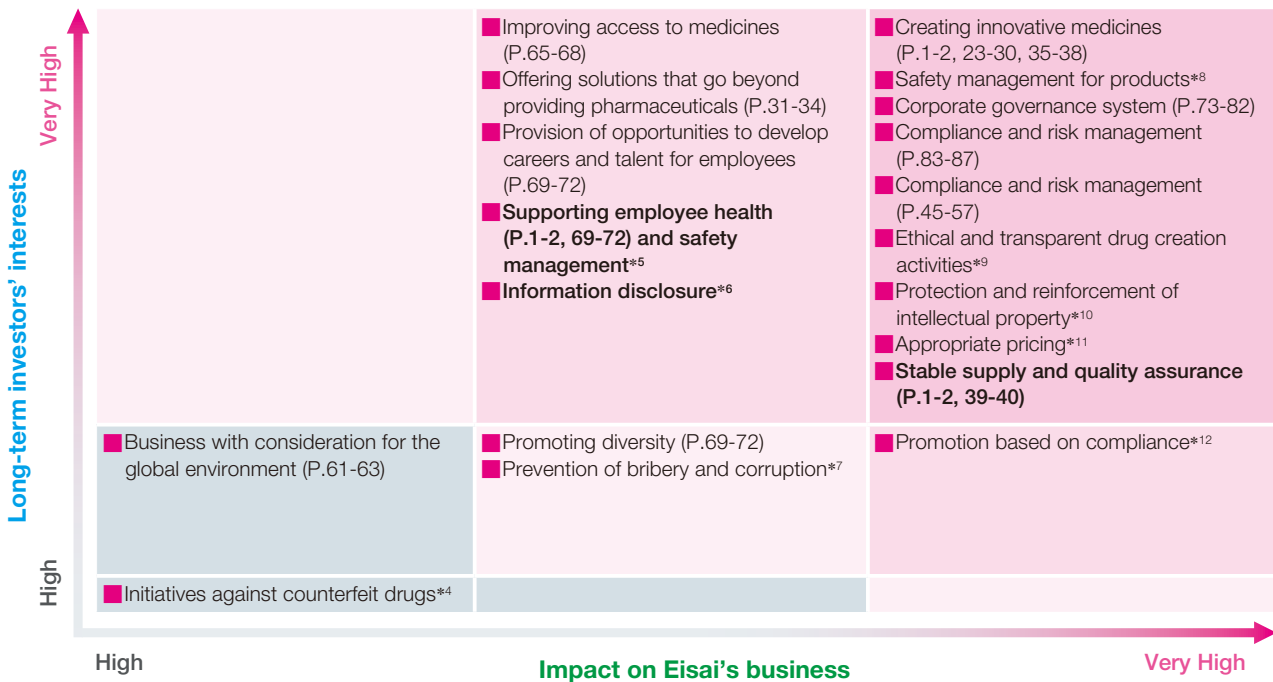 Very High
Long-term investors' interests
High
■Improving access to medicines
(P.65-68)
■Offering solutions that go beyond
providing pharmaceuticals (P.31-34)
■Provision of opportunities to develop
careers and talent for employees
(P.69-72)
■Supporting employee health
(P.1-2, 69-72) and safety
management*5
■Information disclosure*6
■Creating innovative medicines
(P.1-2, 23-30, 35-38)
■Safety management for products*8
■Corporate governance system (P.73-82)
■Compliance and risk management
(P.83-87)
■Compliance and risk management
(P.45-57)
■Ethical and transparent drug creation
activities*9
■Protection and reinforcement of
intellectual property*10
■Appropriate pricing*11
■Stable supply and quality assurance
(P.1-2, 39-40)
■Business with consideration for the
global environment (P.61-63)
■Promoting diversity (P.69-72)
■Prevention of bribery and corruption*7
■Promotion based on compliance*12
■Initiatives against counterfeit drugs*4
High
Impact on Eisai's business
Very High